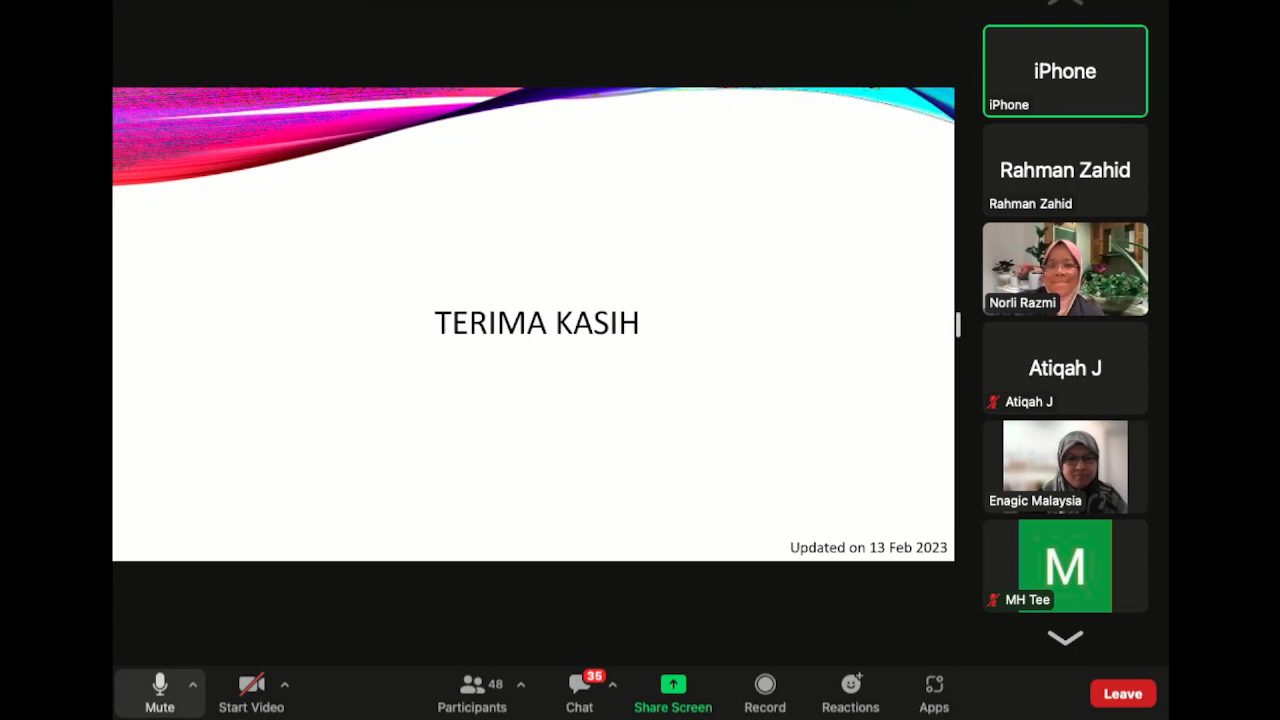 TERIMA KASIH
Updated on 13 Feb 2023
iPhone
iPhone
Rahman Zahid
Rahman Zahid
Norli Razmi
Atiqah J
Atiqah J
Enagic Malaysia
M
MH Tee
Mute
Start Video
48
Participants
35
Chat
Share Screen
Record
Reactions
Apps
Leave